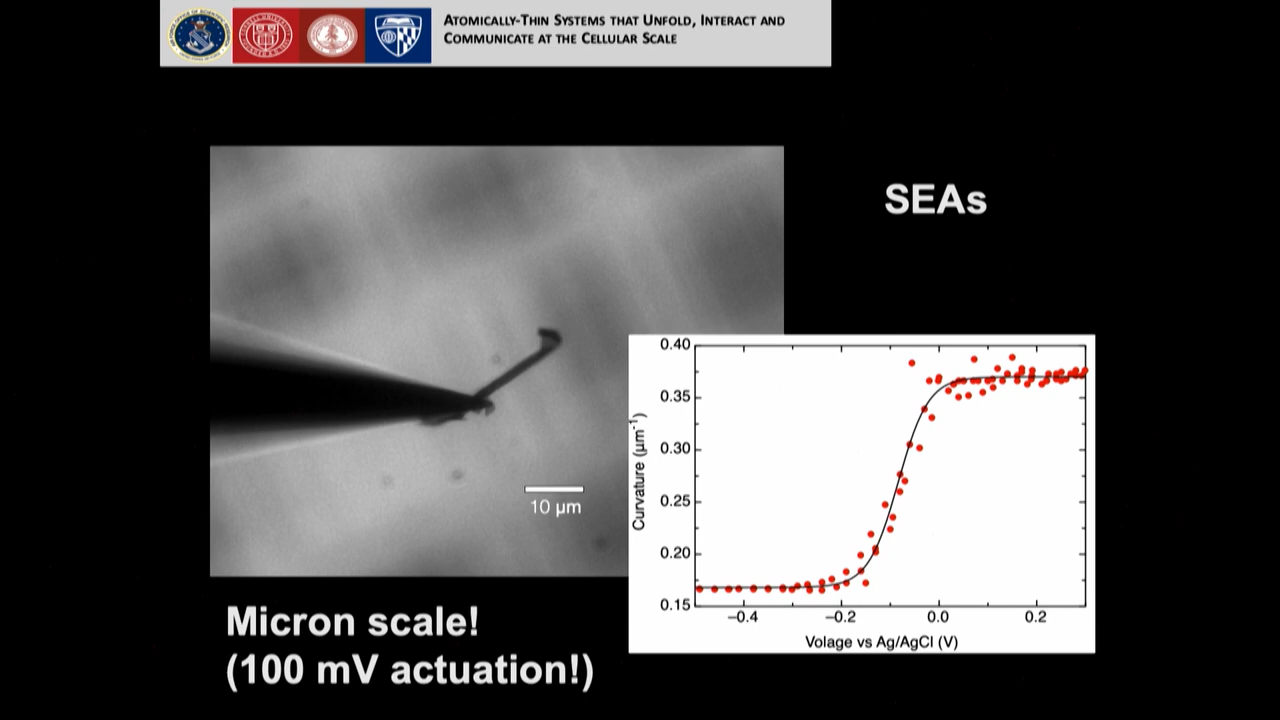 ATOMICALLY-THIN SYSTEMS THAT UNFOLD, INTERACT AND
COMMUNICATE AT THE CELLULAR SCALE
SEAs
10 µm
0.40
0.35
0.30
0.25
0.20
0.15
Curvature (µm⁻¹)
−0.4
−0.2
0.0
0.2
Volage vs Ag/AgCl (V)
Micron scale!
(100 mV actuation!)